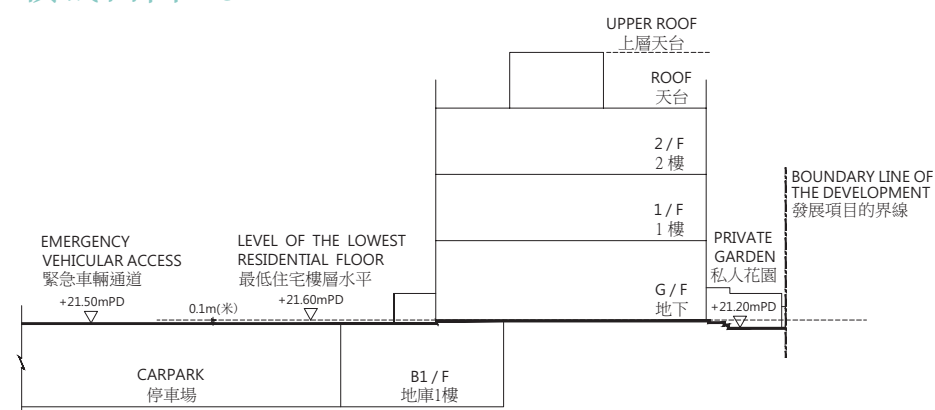 UPPER ROOF
上層天台
ROOF
天台
2 / F
2 樓
1 / F
1 樓
G / F
地下
BOUNDARY LINE OF
THE DEVELOPMENT
發展項目的界線
PRIVATE
GARDEN
私人花園
+21.20mPD
EMERGENCY
VEHICULAR ACCESS
緊急車輛通道
+21.50mPD
0.1m(米)
LEVEL OF THE LOWEST
RESIDENTIAL FLOOR
最低住宅樓層水平
+21.60mPD
CARPARK
停車場
B1 / F
地庫1樓